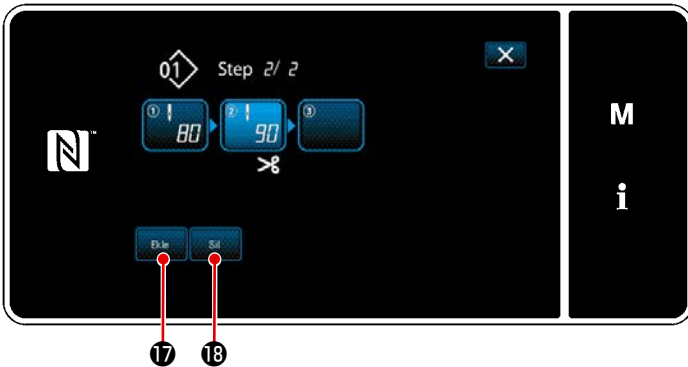 01 Step 2/ 2
① 80 ② 90 ③
M
i
Ekle Sil
⓱ ⓲